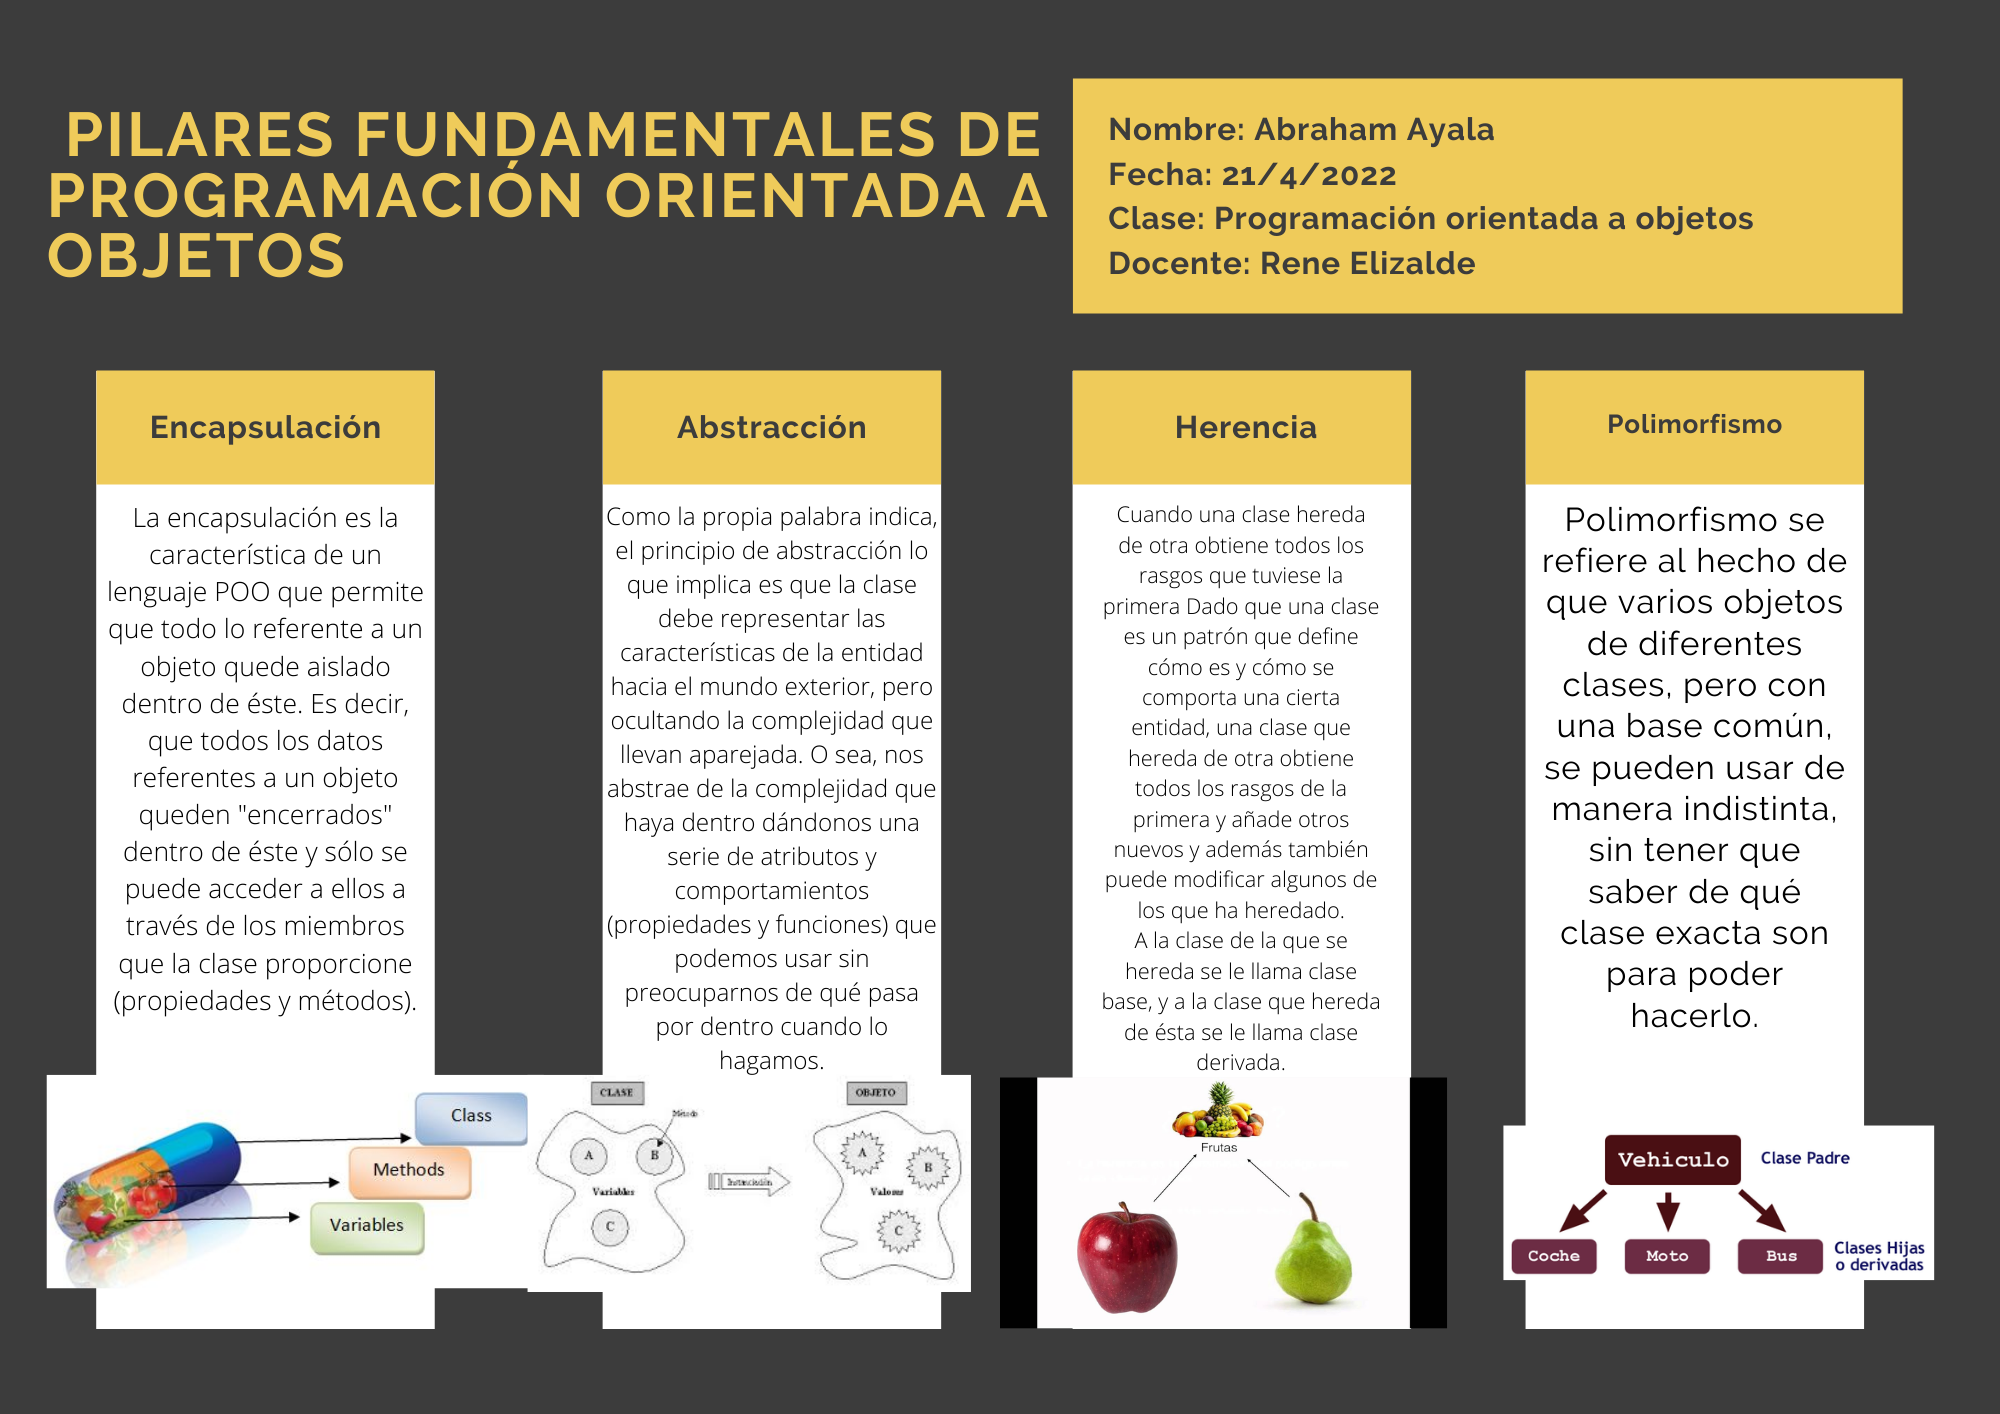 PILARES FUNDAMENTALES DE
PROGRAMACIÓN ORIENTADA A
OBJETOS
Nombre: Abraham Ayala
Fecha: 21/4/2022
Clase: Programación orientada a objetos
Docente: Rene Elizalde
Encapsulación
La encapsulación es la
característica de un
lenguaje POO que permite
que todo lo referente a un
objeto quede aislado
dentro de éste. Es decir,
que todos los datos
referentes a un objeto
queden "encerrados"
dentro de éste y sólo se
puede acceder a ellos a
través de los miembros
que la clase proporcione
(propiedades y métodos).
Class
Methods
Variables
Abstracción
Como la propia palabra indica,
el principio de abstracción lo
que implica es que la clase
debe representar las
características de la entidad
hacia el mundo exterior, pero
ocultando la complejidad que
llevan aparejada. O sea, nos
abstrae de la complejidad que
haya dentro dándonos una
serie de atributos y
comportamientos
(propiedades y funciones) que
podemos usar sin
preocuparnos de qué pasa
por dentro cuando lo
hagamos.
CLASE
Método
A
B
Variables
C
Instanciación
OBJETO
A
B
Valores
C
Herencia
Cuando una clase hereda
de otra obtiene todos los
rasgos que tuviese la
primera Dado que una clase
es un patrón que define
cómo es y cómo se
comporta una cierta
entidad, una clase que
hereda de otra obtiene
todos los rasgos de la
primera y añade otros
nuevos y además también
puede modificar algunos de
los que ha heredado.
A la clase de la que se
hereda se le llama clase
base, y a la clase que hereda
de ésta se le llama clase
derivada.
Frutas
Polimorfismo
Polimorfismo se
refiere al hecho de
que varios objetos
de diferentes
clases, pero con
una base común,
se pueden usar de
manera indistinta,
sin tener que
saber de qué
clase exacta son
para poder
hacerlo.
Vehiculo
Clase Padre
Coche
Moto
Bus
Clases Hijas
o derivadas